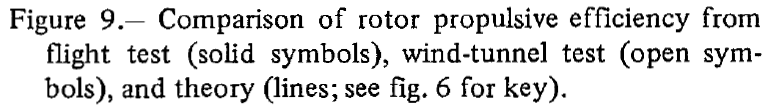 Figure 9.— Comparison of rotor propulsive efficiency from
flight test (solid symbols), wind-tunnel test (open sym-
bols), and theory (lines; see fig. 6 for key).